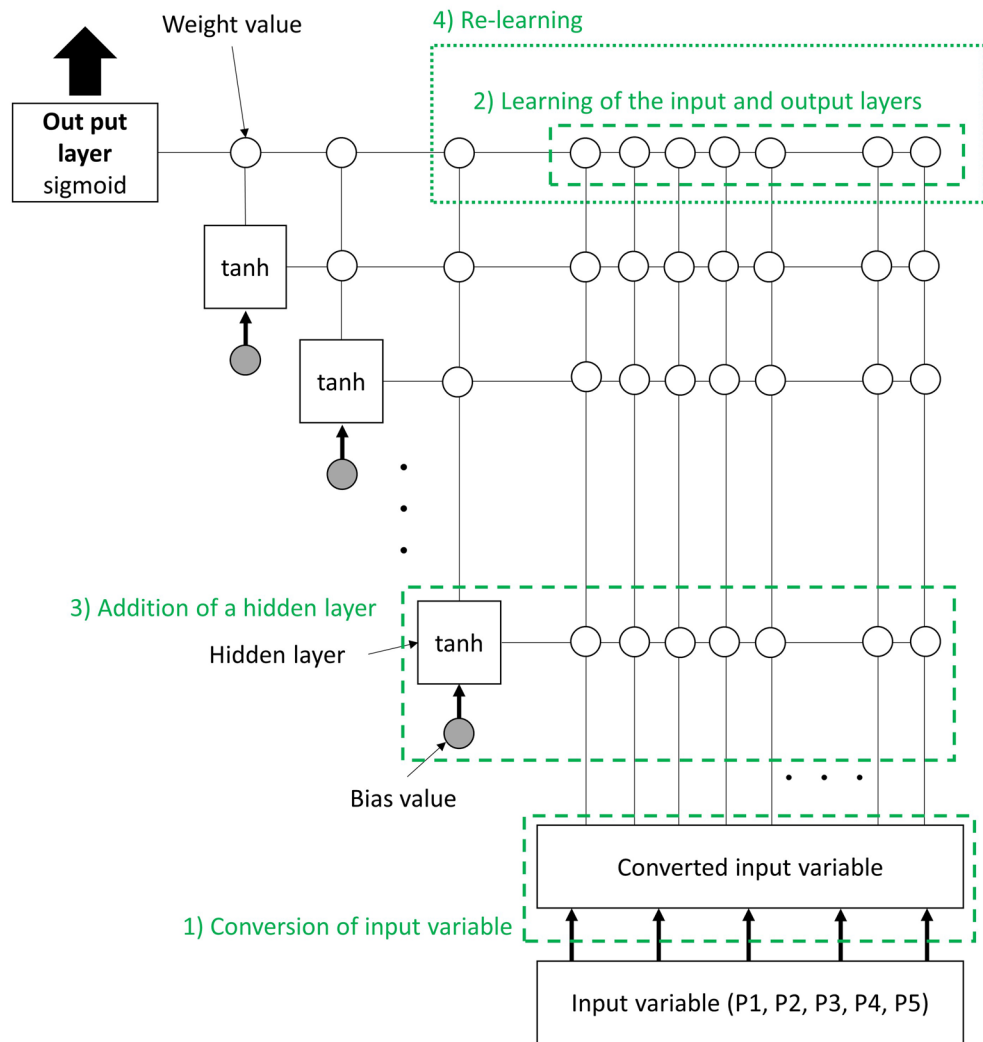 4) Re-learning
Weight value
2) Learning of the input and output layers
Out put
layer
sigmoid
tanh
tanh
3) Addition of a hidden layer
tanh
Hidden layer
Bias value
Converted input variable
1) Conversion of input variable
Input variable (P1, P2, P3, P4, P5)